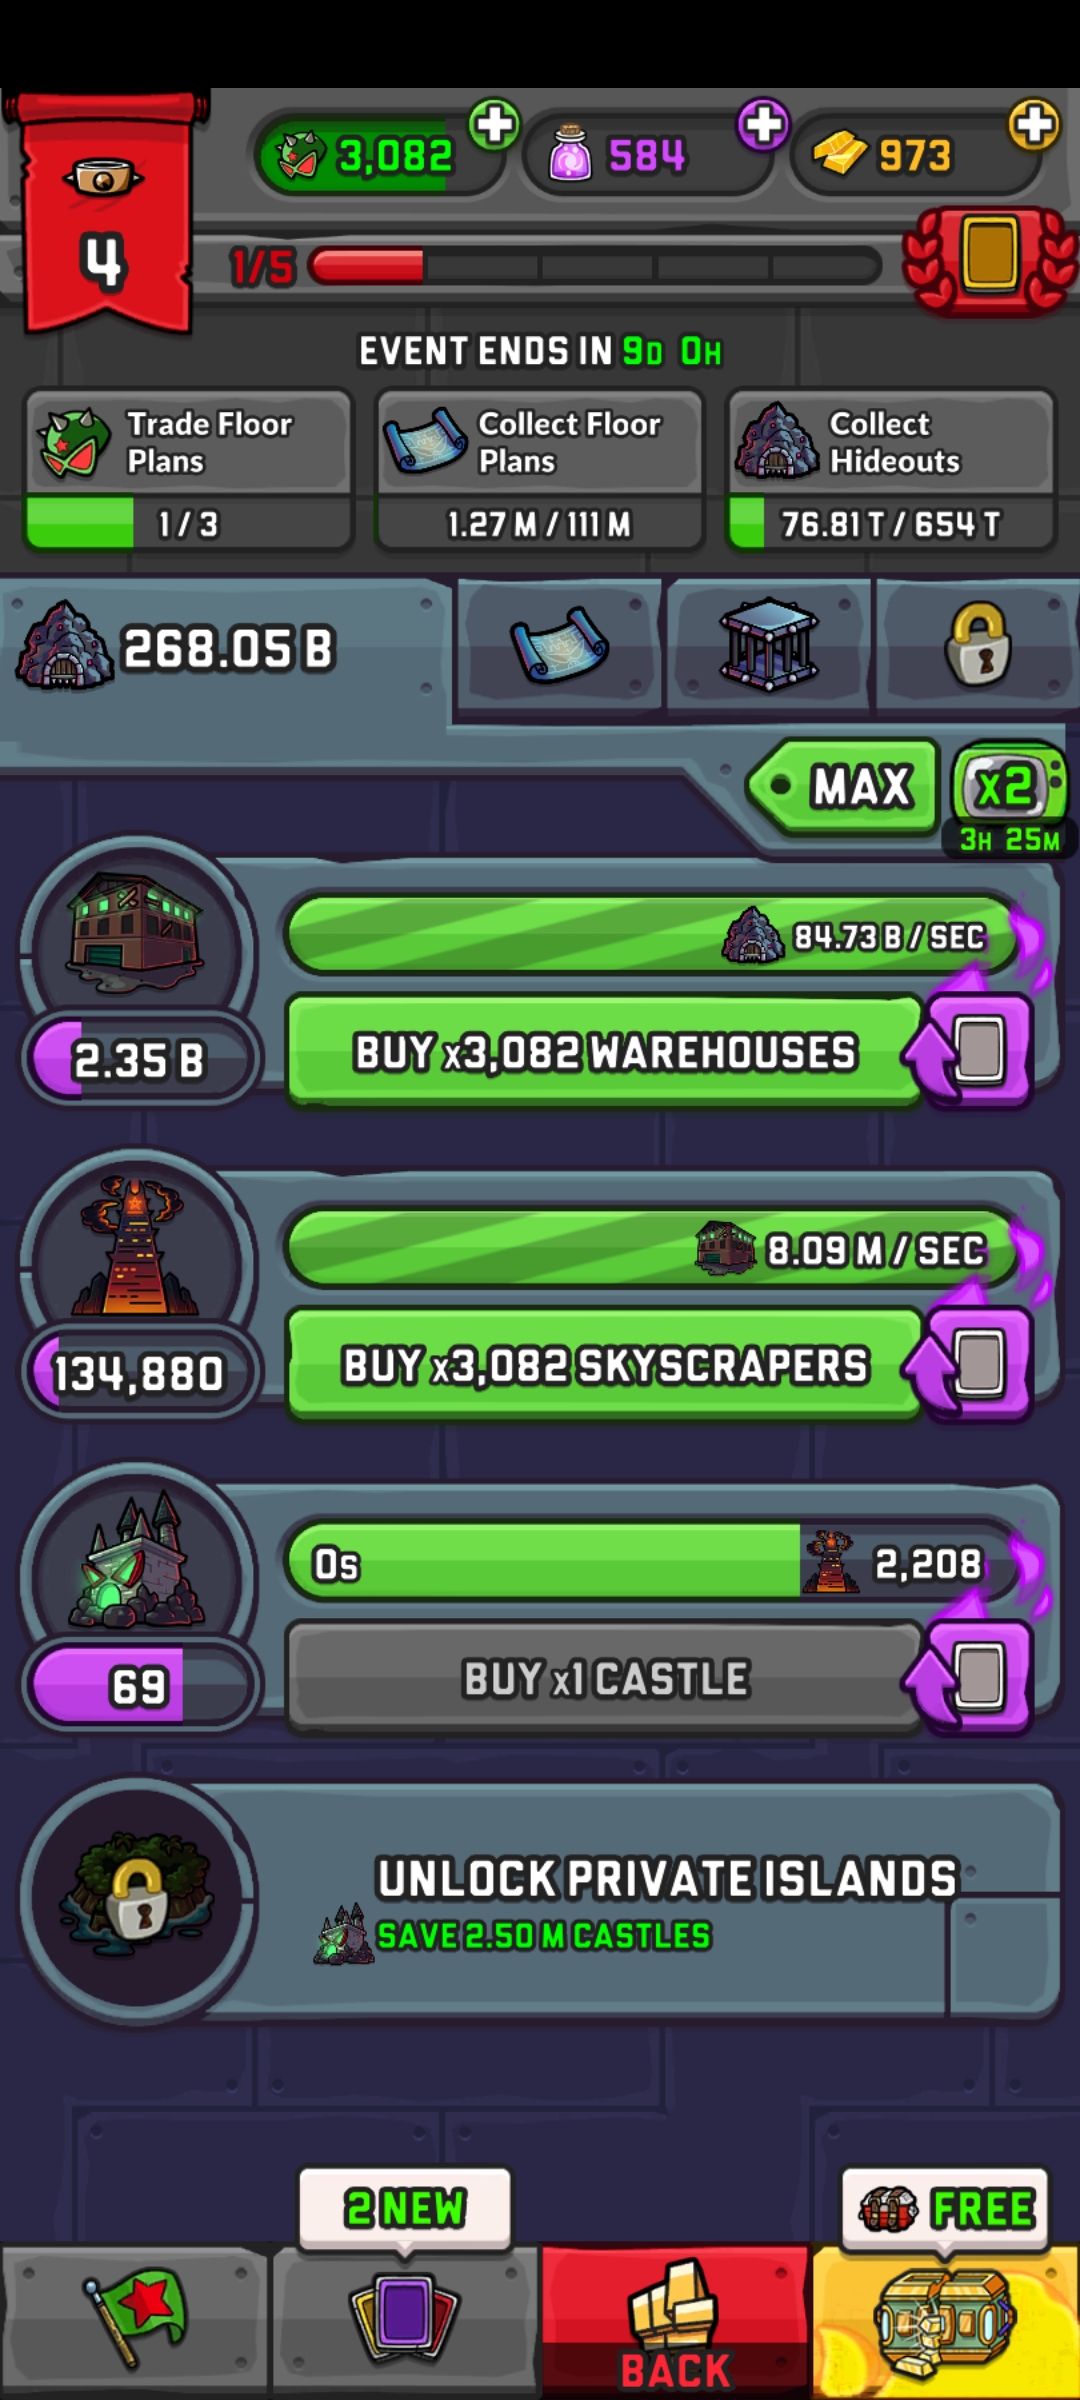 3,082
584
973
4
1/5
EVENT ENDS IN 9D 0H
Trade Floor
Plans
1 / 3
Collect Floor
Plans
1.27 M / 111 M
Collect
Hideouts
76.81 T / 654 T
268.05 B
MAX
x2
3H 25M
84.73 B / SEC
BUY x3,082 WAREHOUSES
2.35 B
8.09 M / SEC
BUY x3,082 SKYSCRAPERS
134,880
0s
2,208
BUY x1 CASTLE
69
UNLOCK PRIVATE ISLANDS
SAVE 2.50 M CASTLES
2 NEW
FREE
BACK